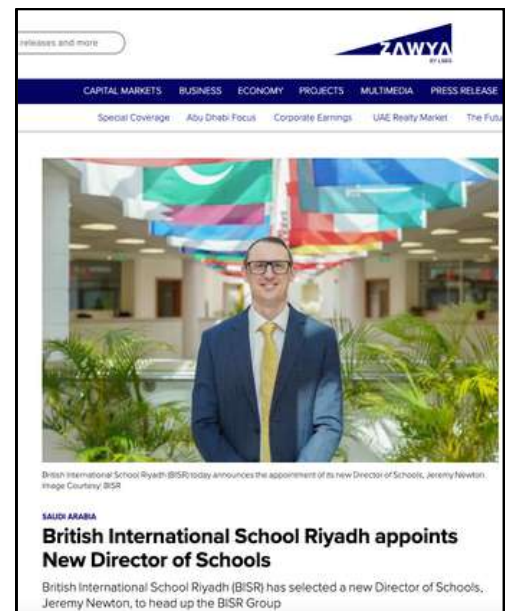 releases and more
ZAWYA
BY LSEG
CAPITAL MARKETS BUSINESS ECONOMY PROJECTS MULTIMEDIA PRESS RELEASE
Special Coverage Abu Dhabi Focus Corporate Earnings UAE Realty Market The Futu
British International School Riyadh (BISR) today announces the appointment of its new Director of Schools, Jeremy Newton.
Image Courtesy: BISR
SAUDI ARABIA
British International School Riyadh appoints
New Director of Schools
British International School Riyadh (BISR) has selected a new Director of Schools,
Jeremy Newton, to head up the BISR Group